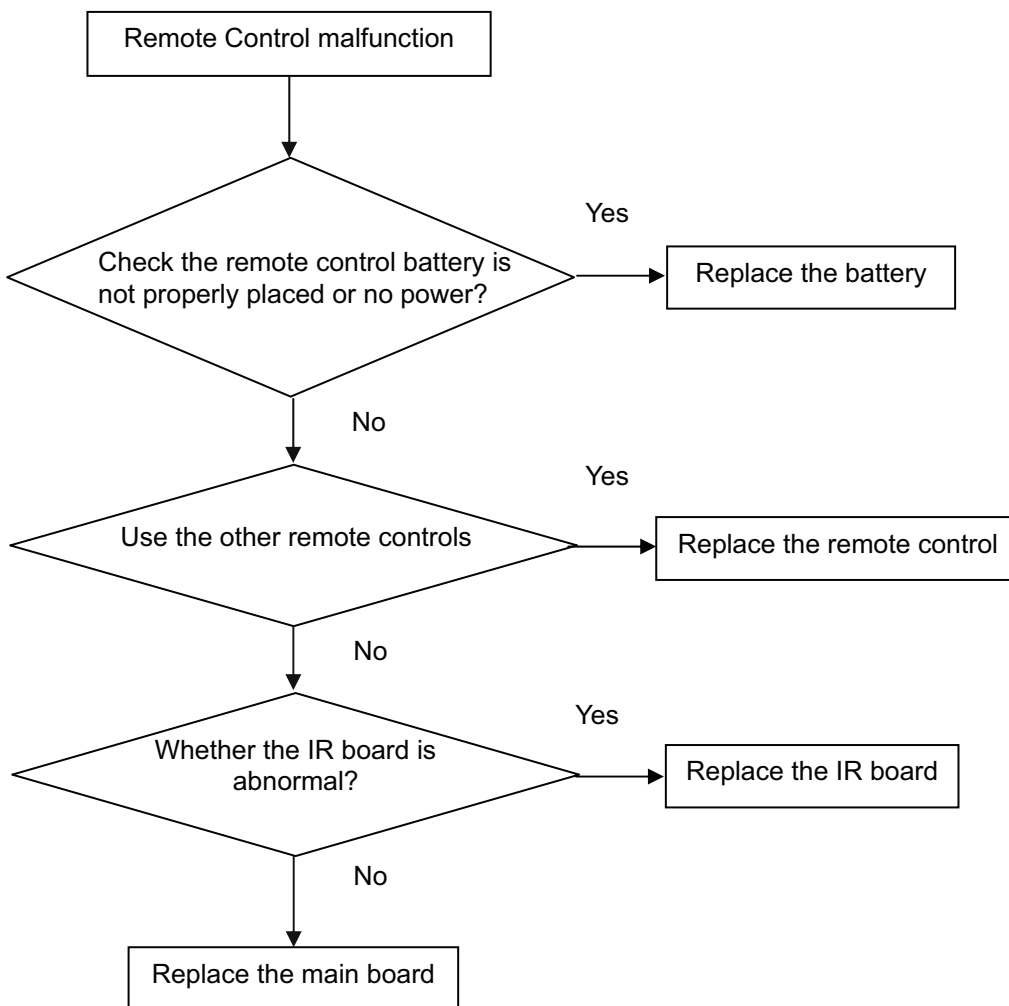 Remote Control malfunction
Yes
Check the remote control battery is
not properly placed or no power?
Replace the battery
No
Yes
Use the other remote controls
Replace the remote control
No
Yes
Whether the IR board is
abnormal?
Replace the IR board
No
Replace the main board